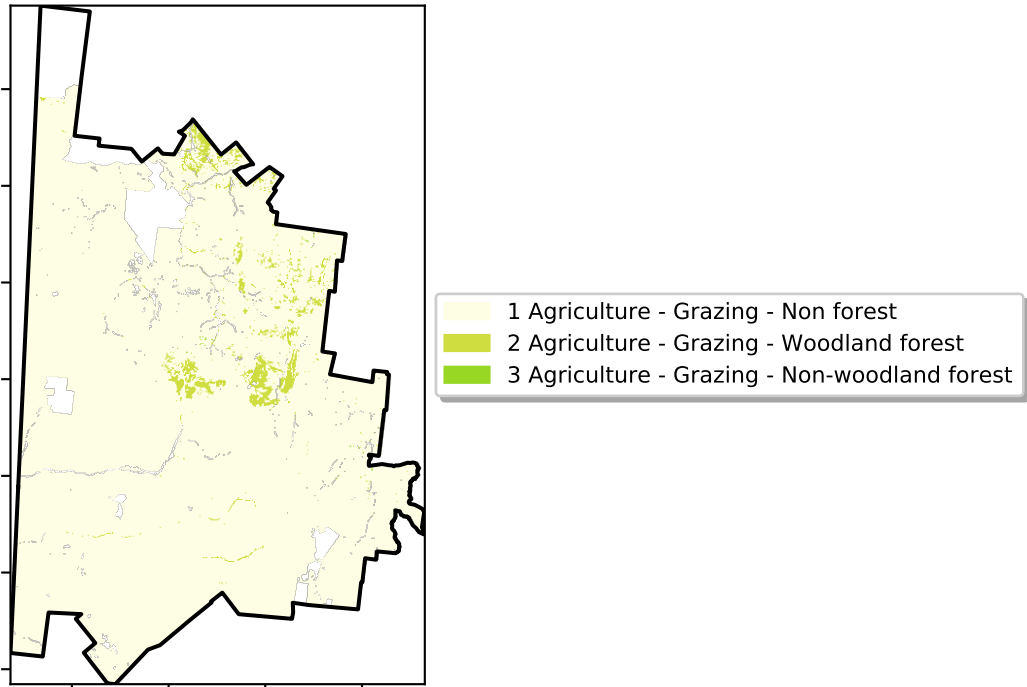 1 Agriculture - Grazing - Non forest
2 Agriculture - Grazing - Woodland forest
3 Agriculture - Grazing - Non-woodland forest